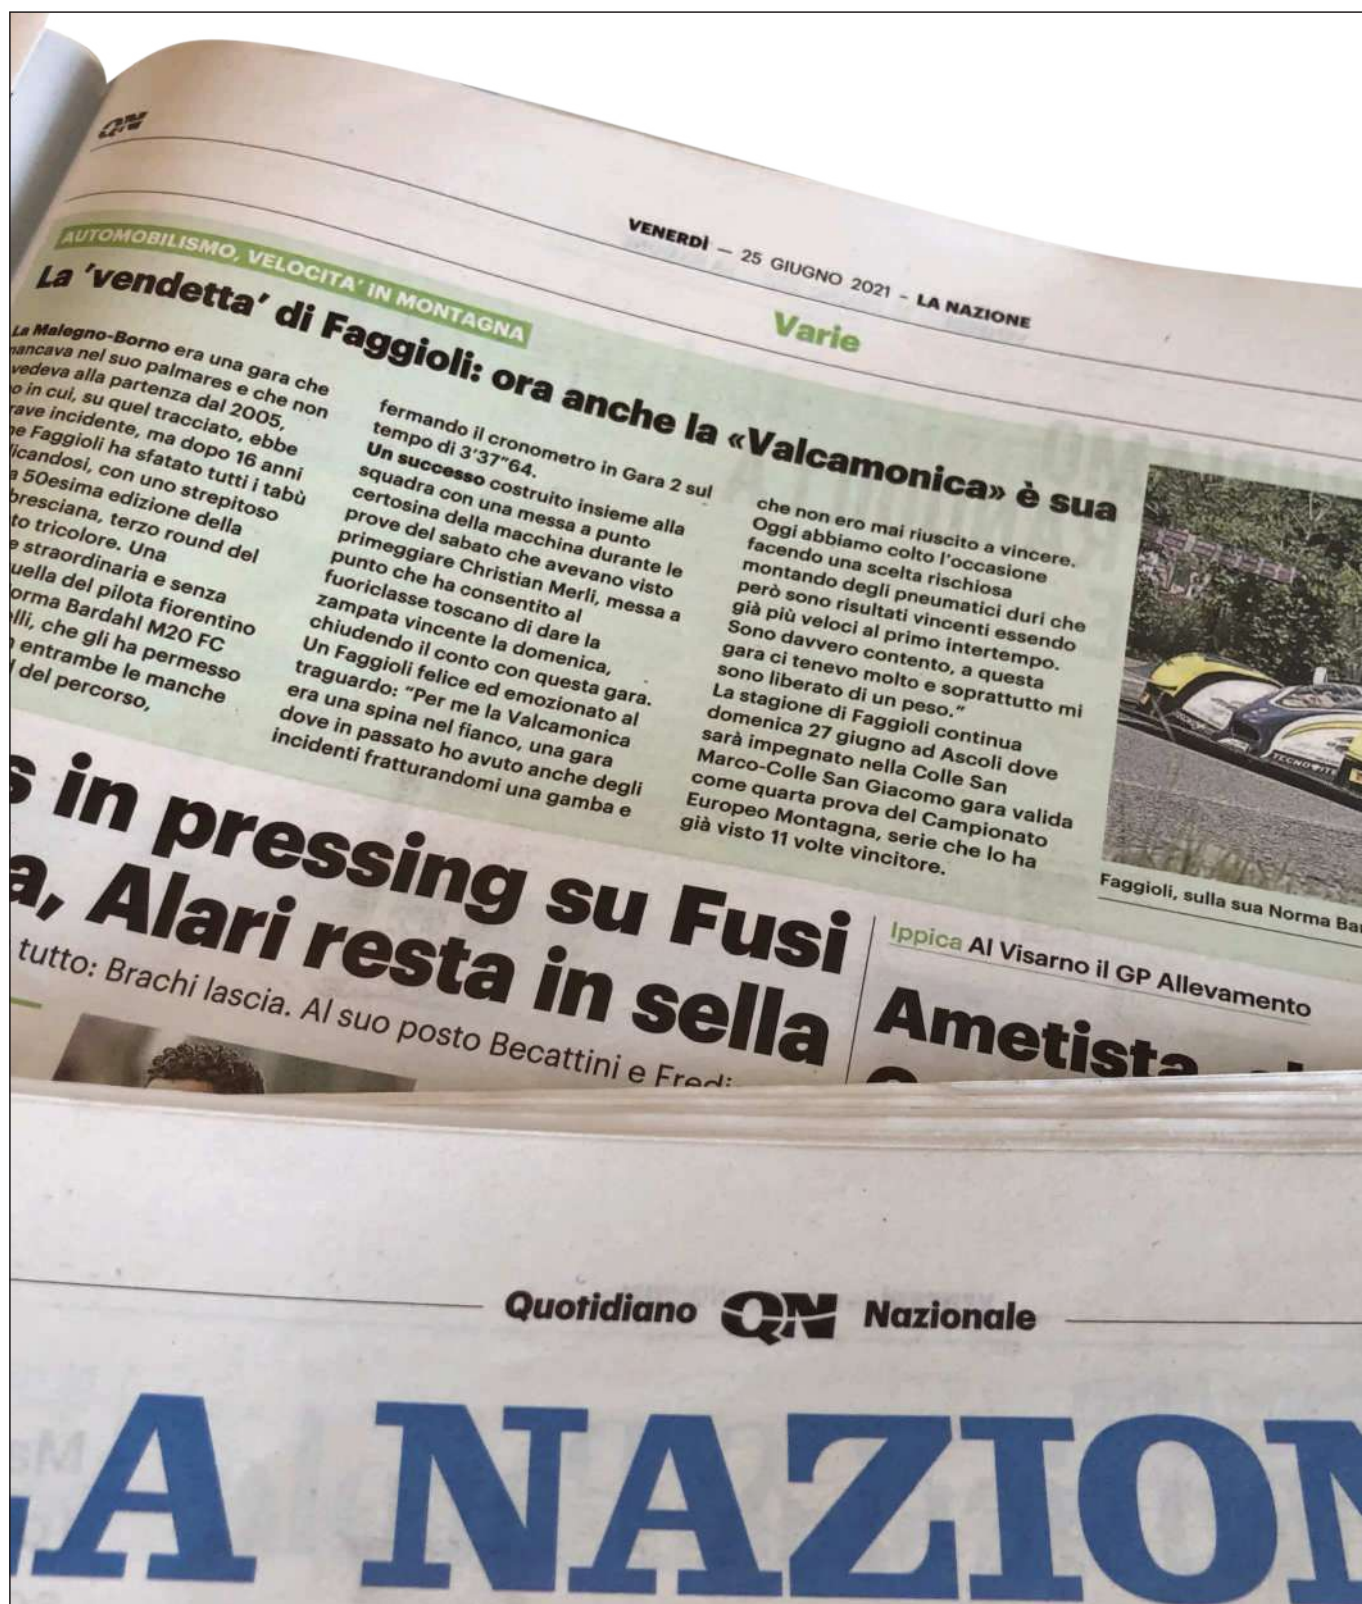 QN
VENERDÌ — 25 GIUGNO 2021 – LA NAZIONE
Varie
AUTOMOBILISMO, VELOCITA' IN MONTAGNA
La 'vendetta' di Faggioli: ora anche la «Valcamonica» è sua
La Malegno-Borno era una gara che
mancava nel suo palmares e che non
vedeva alla partenza dal 2005,
o in cui, su quel tracciato, ebbe
rave incidente, ma dopo 16 anni
ne Faggioli ha sfatato tutti i tabù
icandosi, con uno strepitoso
a 50esima edizione della
bresciana, terzo round del
to tricolore. Una
e straordinaria e senza
uella del pilota fiorentino
orma Bardahl M20 FC
lli, che gli ha permesso
n entrambe le manche
l del percorso,
fermando il cronometro in Gara 2 sul
tempo di 3'37"64.
Un successo costruito insieme alla
squadra con una messa a punto
certosina della macchina durante le
prove del sabato che avevano visto
primeggiare Christian Merli, messa a
punto che ha consentito al
fuoriclasse toscano di dare la
zampata vincente la domenica,
chiudendo il conto con questa gara.
Un Faggioli felice ed emozionato al
traguardo: "Per me la Valcamonica
era una spina nel fianco, una gara
dove in passato ho avuto anche degli
incidenti fratturandomi una gamba e
che non ero mai riuscito a vincere.
Oggi abbiamo colto l'occasione
facendo una scelta rischiosa
montando degli pneumatici duri che
però sono risultati vincenti essendo
già più veloci al primo intertempo.
Sono davvero contento, a questa
gara ci tenevo molto e soprattutto mi
sono liberato di un peso."
La stagione di Faggioli continua
domenica 27 giugno ad Ascoli dove
sarà impegnato nella Colle San
Marco-Colle San Giacomo gara valida
come quarta prova del Campionato
Europeo Montagna, serie che lo ha
già visto 11 volte vincitore.
TECNOVITE
Faggioli, sulla sua Norma Bar
s in pressing su Fusi
a, Alari resta in sella
tutto: Brachi lascia. Al suo posto Becattini e Fredi
Ippica Al Visarno il GP Allevamento
Ametista
Quotidiano QN Nazionale
LA NAZION